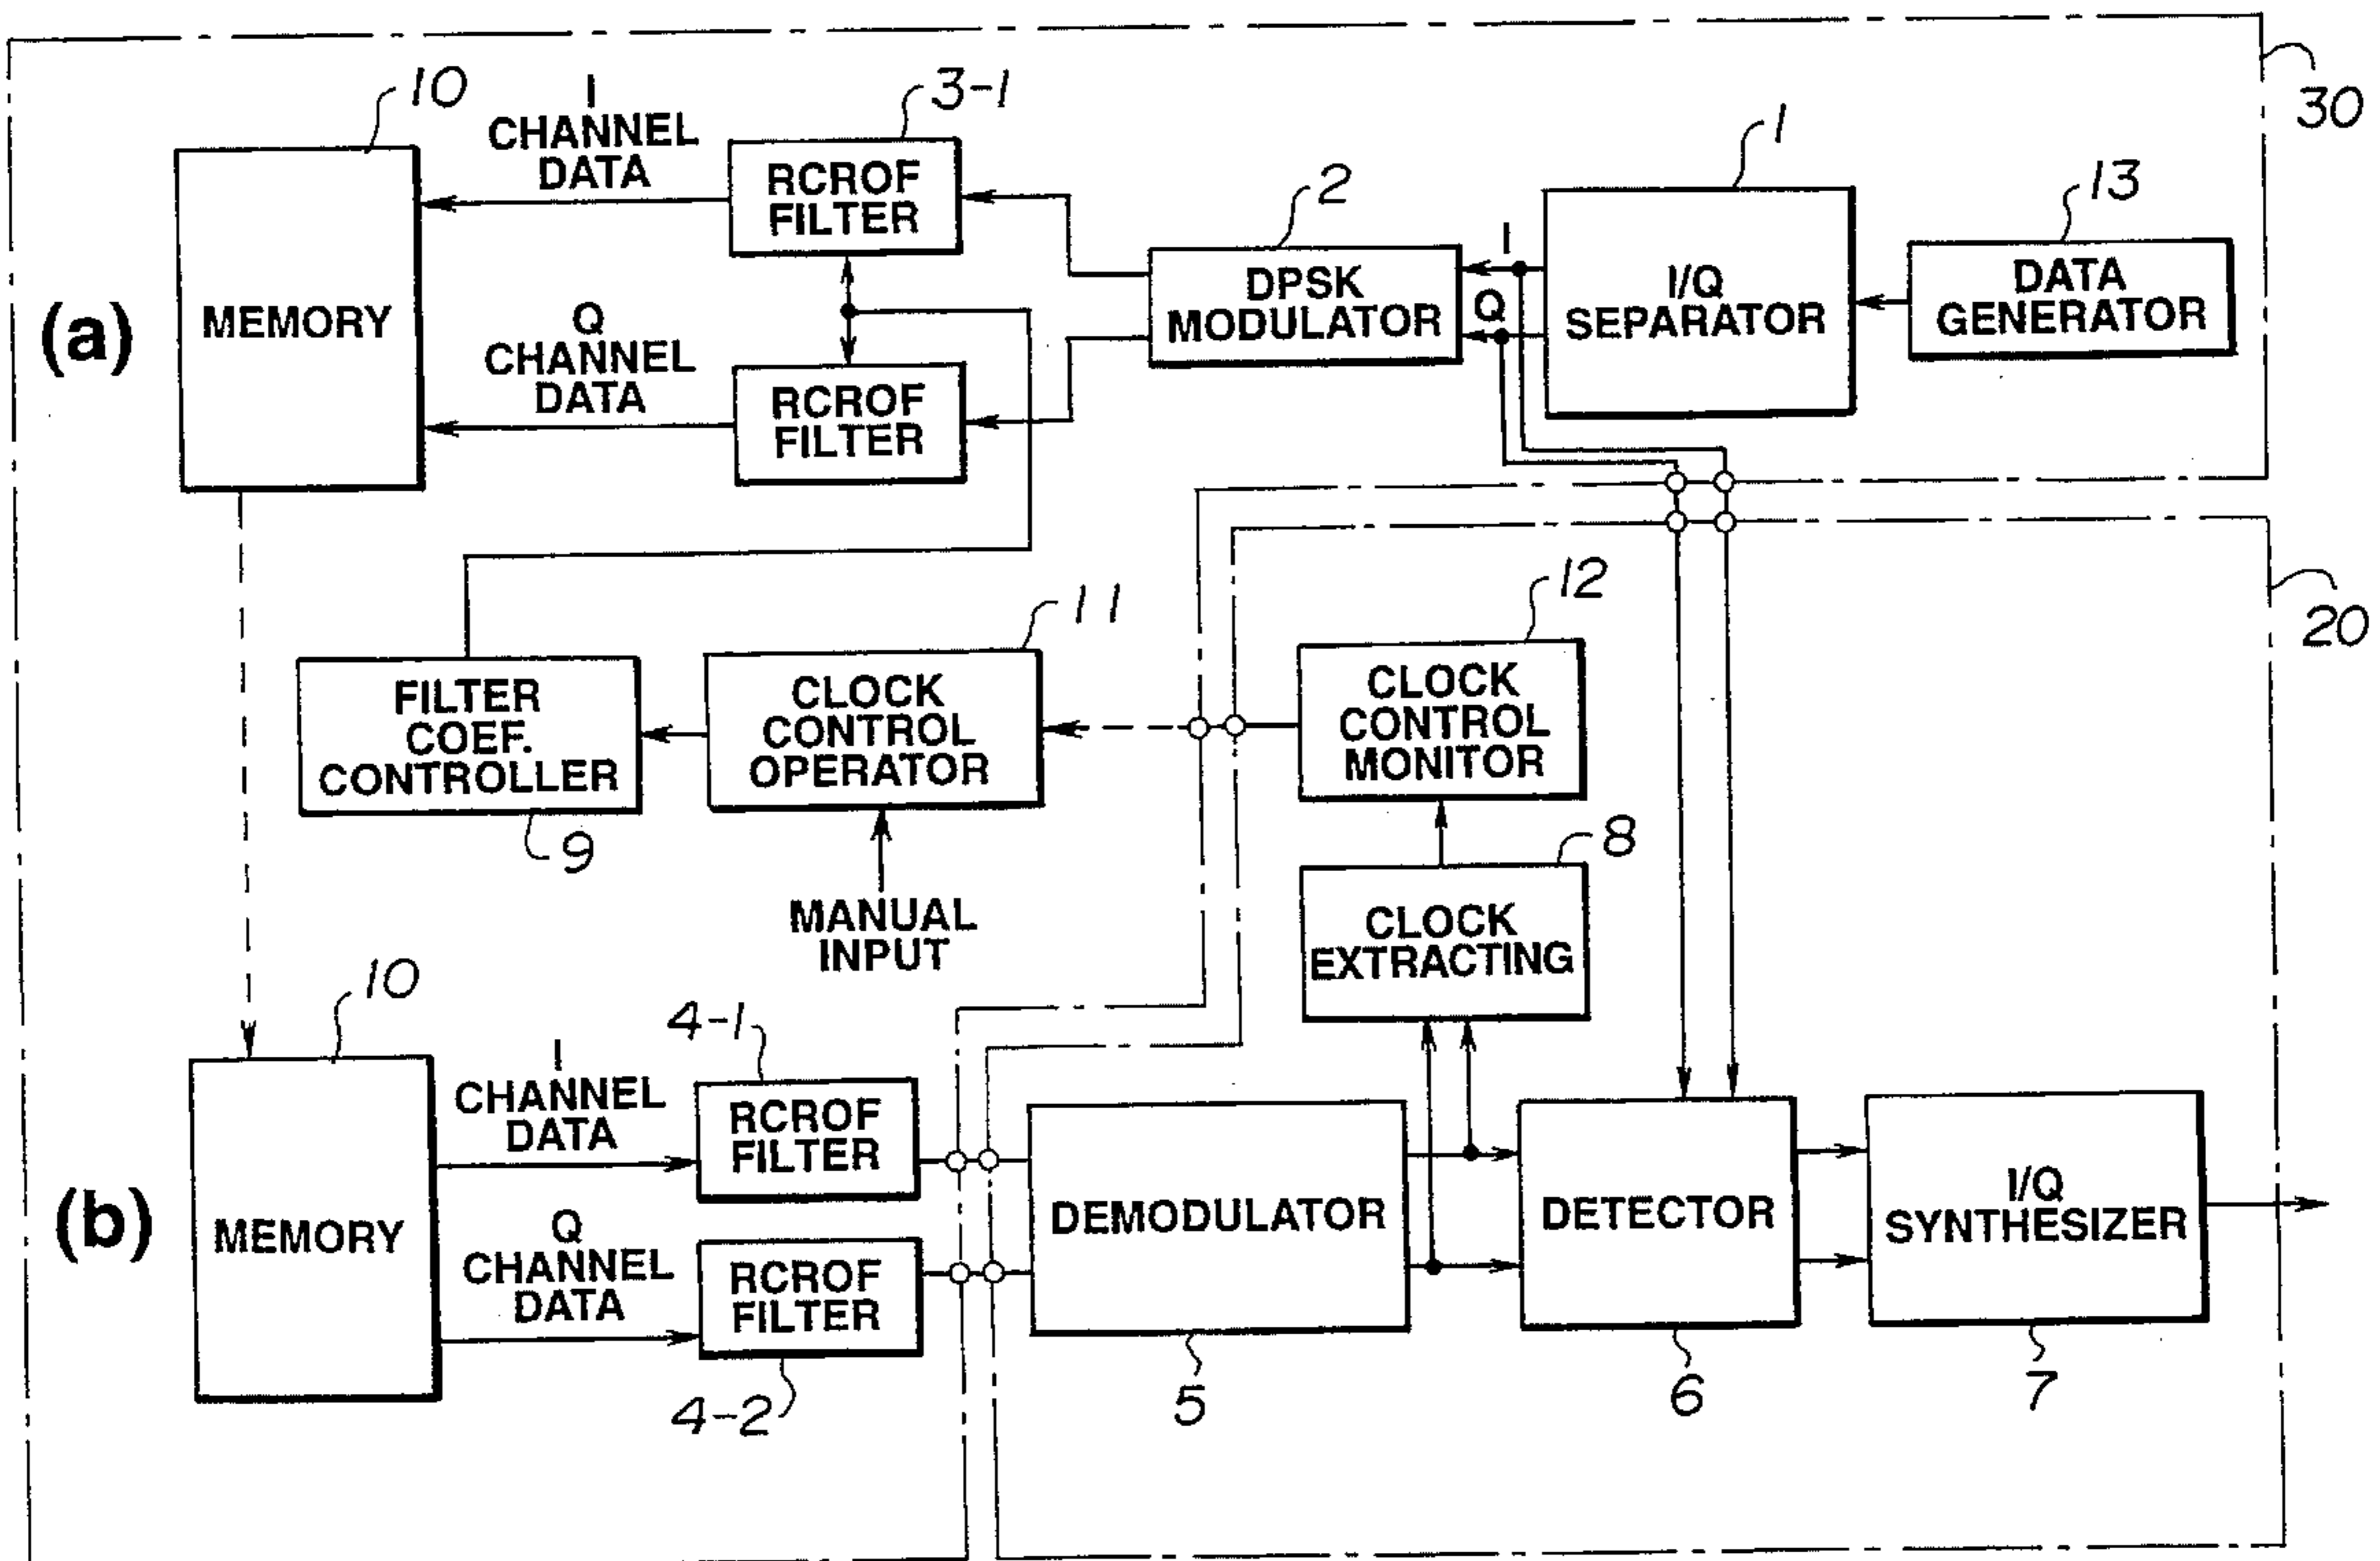 30
10
I
CHANNEL
DATA
3-1
RCROF
FILTER
2
1
13
(a)
MEMORY
Q
CHANNEL
DATA
RCROF
FILTER
DPSK
MODULATOR
I
Q
I/Q
SEPARATOR
DATA
GENERATOR
20
FILTER
COEF.
CONTROLLER
9
11
CLOCK
CONTROL
OPERATOR
MANUAL
INPUT
12
CLOCK
CONTROL
MONITOR
8
CLOCK
EXTRACTING
(b)
10
MEMORY
I
CHANNEL
DATA
Q
CHANNEL
DATA
4-1
RCROF
FILTER
RCROF
FILTER
4-2
DEMODULATOR
5
DETECTOR
6
I/Q
SYNTHESIZER
7